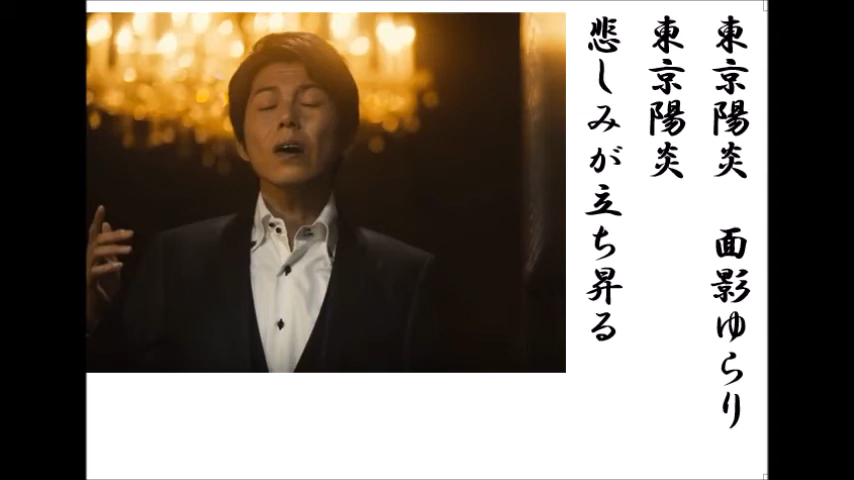 東京陽炎　面影ゆらり
東京陽炎
悲しみが立ち昇る